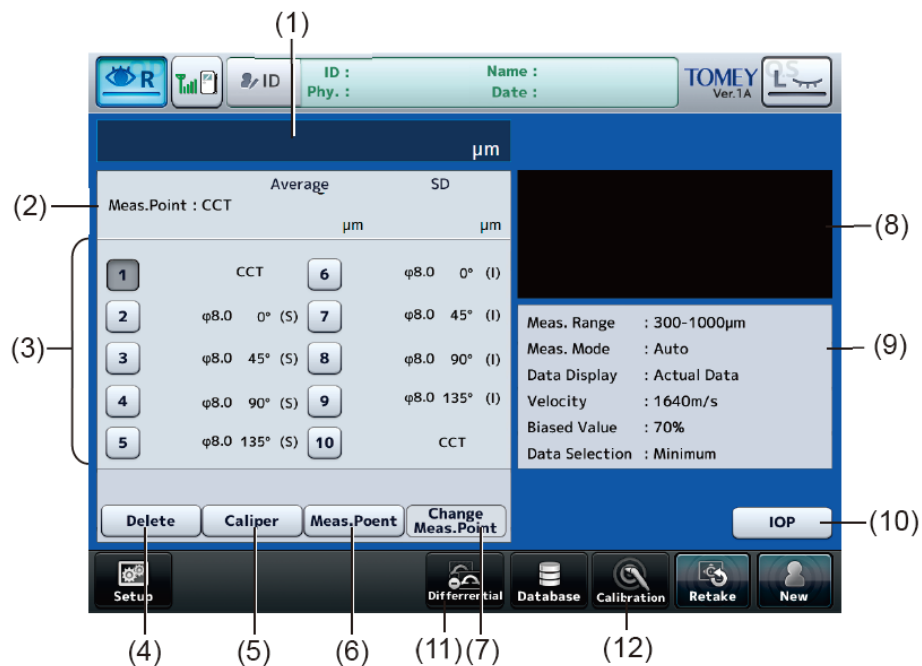 (1)
R
ID
ID :
Name :
Phy. :
Date :
TOMEY
Ver.1A
OS
L
µm
Average
SD
(2)
Meas.Point : CCT
µm
µm
(8)
(3)
1
CCT
6
φ8.0 0° (I)
2
φ8.0 0° (S)
7
φ8.0 45° (I)
3
φ8.0 45° (S)
8
φ8.0 90° (I)
4
φ8.0 90° (S)
9
φ8.0 135° (I)
5
φ8.0 135° (S)
10
CCT
Meas. Range : 300-1000µm
Meas. Mode : Auto
(9)
Data Display : Actual Data
Velocity : 1640m/s
Biased Value : 70%
Data Selection : Minimum
Delete
Caliper
Meas.Poent
Change
Meas.Point
IOP
(10)
Setup
Differrential
Database
Calibration
Retake
New
(4)
(5)
(6)
(11)
(7)
(12)